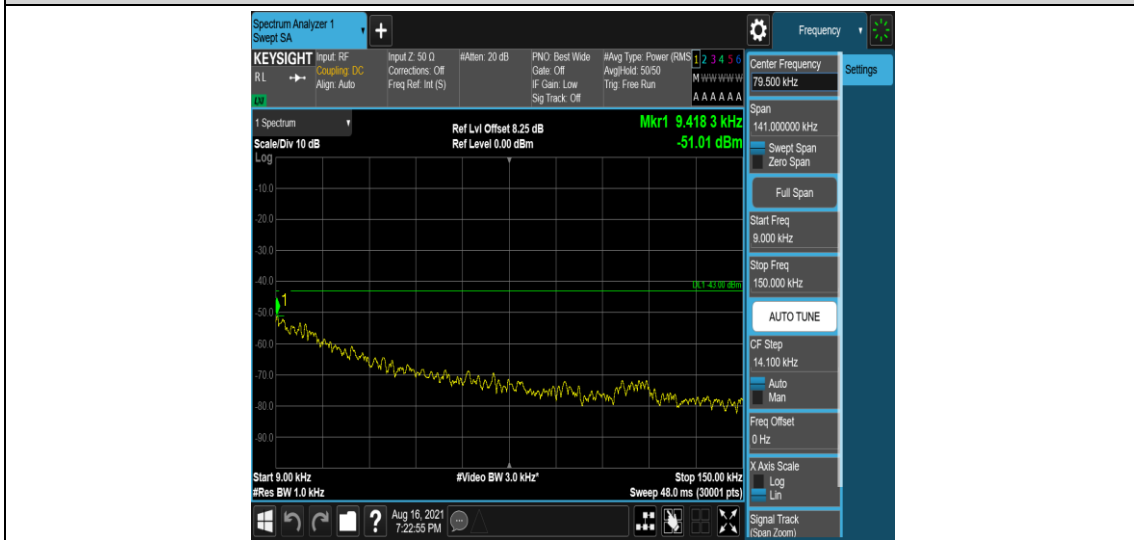 Spectrum Analyzer 1
Swept SA
+
Frequency
KEYSIGHT
RL
LXI
Input: RF
Coupling: DC
Align: Auto
Input Z: 50 Ω
Corrections: Off
Freq Ref: Int (S)
#Atten: 20 dB
PNO: Best Wide
Gate: Off
IF Gain: Low
Sig Track: Off
#Avg Type: Power (RMS
Avg|Hold: 50/50
Trig: Free Run
1 2 3 4 5 6
M W W W W W
A A A A A A
1 Spectrum
Scale/Div 10 dB
Ref Lvl Offset 8.25 dB
Ref Level 0.00 dBm
Mkr1 9.418 3 kHz
-51.01 dBm
Log
-10.0
-20.0
-30.0
-40.0
DL1 -43.00 dBm
1
-50.0
-60.0
-70.0
-80.0
-90.0
Start 9.00 kHz
#Video BW 3.0 kHz*
Stop 150.00 kHz
#Res BW 1.0 kHz
Sweep 48.0 ms (30001 pts)
Center Frequency
79.500 kHz
Settings
Span
141.000000 kHz
Swept Span
Zero Span
Full Span
Start Freq
9.000 kHz
Stop Freq
150.000 kHz
AUTO TUNE
CF Step
14.100 kHz
Auto
Man
Freq Offset
0 Hz
X Axis Scale
Log
Lin
Signal Track
(Span Zoom)
?
Aug 16, 2021
7:22:55 PM